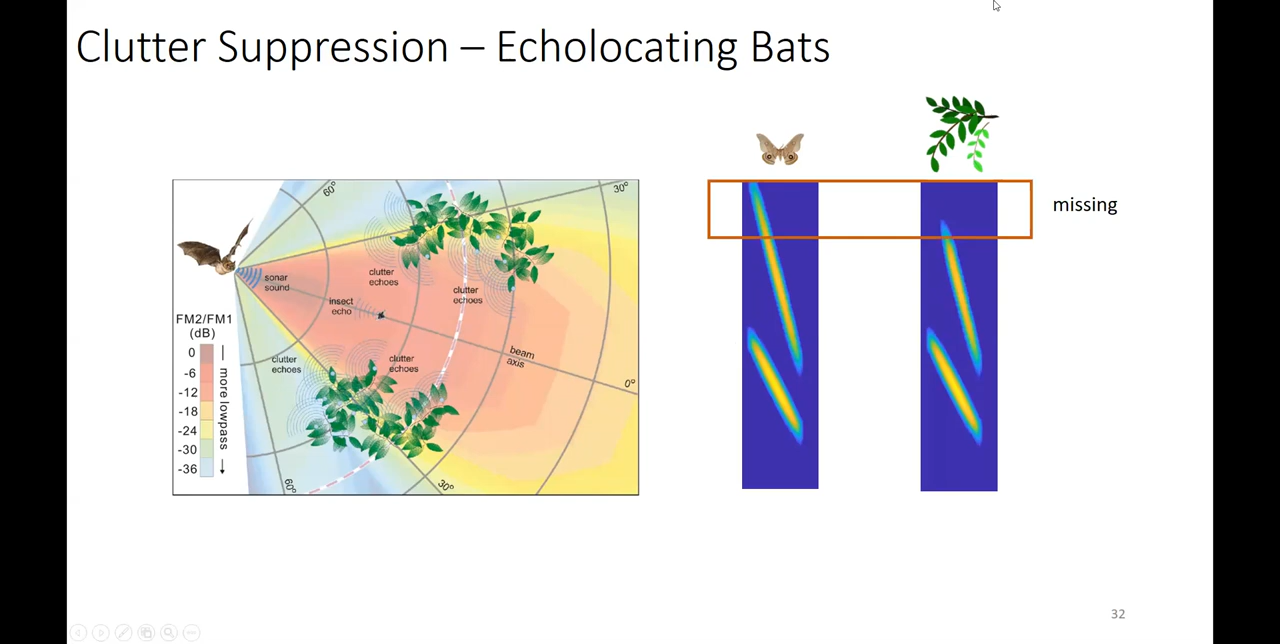 Clutter Suppression – Echolocating Bats
missing
60°
30°
sonar
sound
clutter
echoes
clutter
echoes
insect
echo
FM2/FM1
(dB)
0
-6
-12
-18
-24
-30
-36
more lowpass
clutter
echoes
clutter
echoes
beam
axis
0°
60°
30°
32